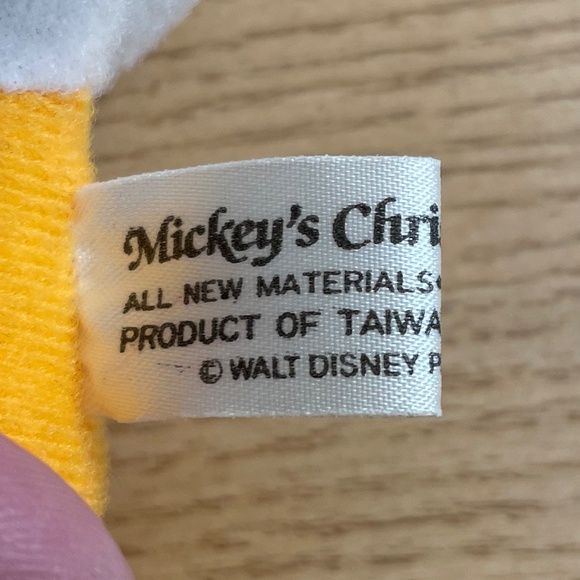 Mickey's Chri
ALL NEW MATERIALS
PRODUCT OF TAIWA
© WALT DISNEY P